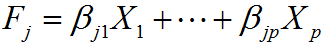 F_j = β_{j1}X_1 + ⋯ + β_{jp}X_p